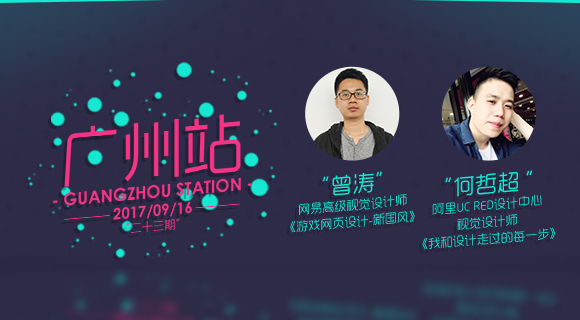 广州站
- GUANGZHOU STATION -
2017/09/16
"二十三期"
“曾涛”
网易高级视觉设计师
《游戏网页设计-新国风》
“何哲超“
阿里UC RED设计中心
视觉设计师
《我和设计走过的每一步》